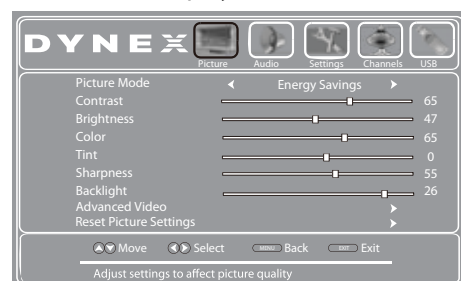 DYNEX
Picture Audio Settings Channels USB
Picture Mode Energy Savings
Contrast 65
Brightness 47
Color 65
Tint 0
Sharpness 55
Backlight 26
Advanced Video
Reset Picture Settings
Move Select MENU Back EXIT Exit
Adjust settings to affect picture quality